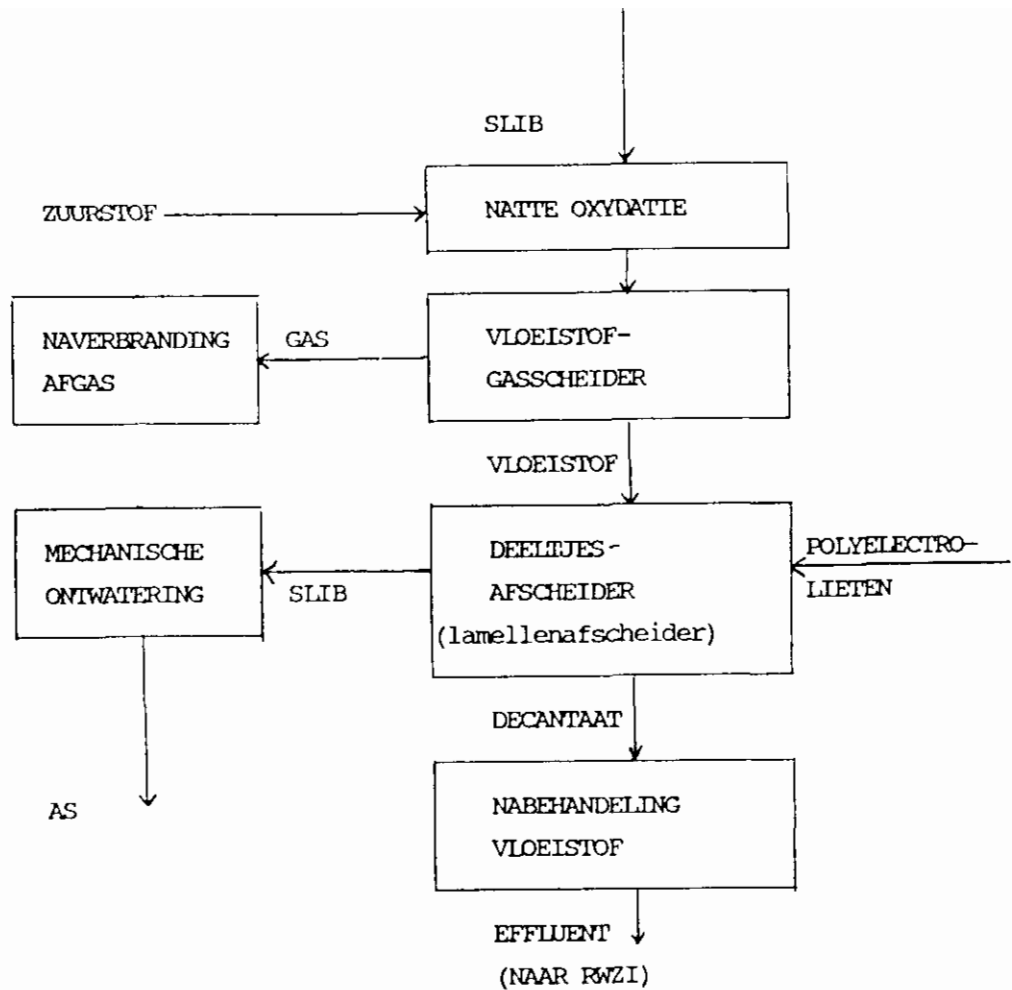 SLIB
ZUURSTOF
NATTE OXYDATIE
NAVERBRANDING
AFGAS
GAS
VLOEISTOF-
GASSCHEIDER
VLOEISTOF
MECHANISCHE
ONTWATERING
SLIB
DEELTJES-
AFSCHEIDER
(lamellenafscheider)
POLYELECTRO-
LIETEN
DECANTAAT
AS
NABEHANDELING
VLOEISTOF
EFFLUENT
(NAAR RWZI)